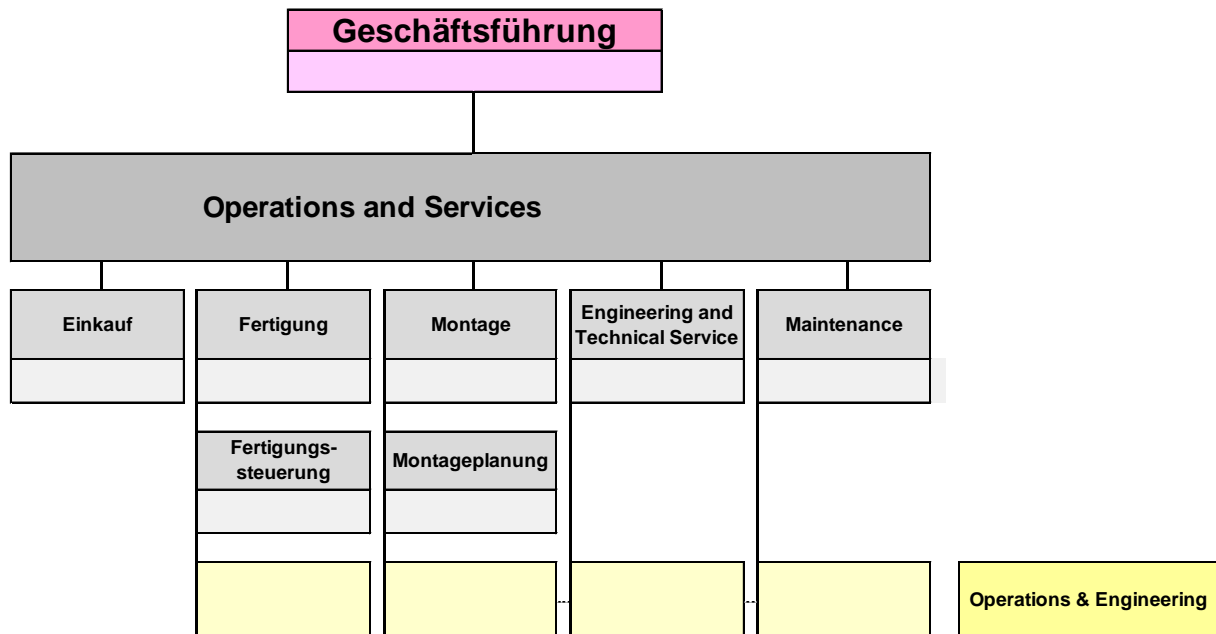 Geschäftsführung
Operations and Services
Einkauf
Fertigung
Montage
Engineering and
Technical Service
Maintenance
Fertigungs-
steuerung
Montageplanung
Operations & Engineering